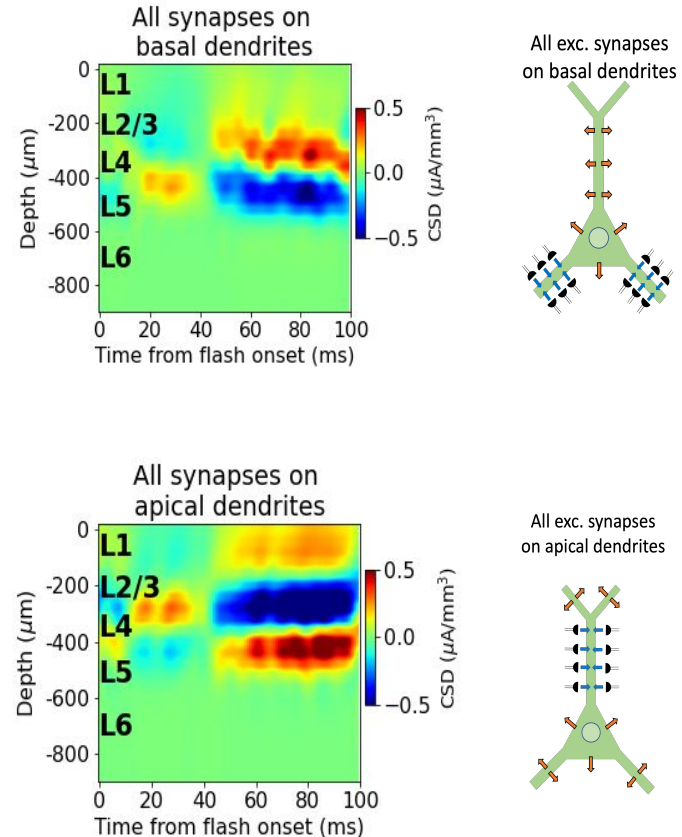 All synapses on
basal dendrites
All exc. synapses
on basal dendrites
0
-200
-400
-600
-800
Depth (μm)
L1
L2/3
L4
L5
L6
0.5
0.0
−0.5
CSD (μA/mm³)
0 20 40 60 80 100
Time from flash onset (ms)
All synapses on
apical dendrites
All exc. synapses
on apical dendrites
0
-200
-400
-600
-800
Depth (μm)
L1
L2/3
L4
L5
L6
0.5
0.0
−0.5
CSD (μA/mm³)
0 20 40 60 80 100
Time from flash onset (ms)